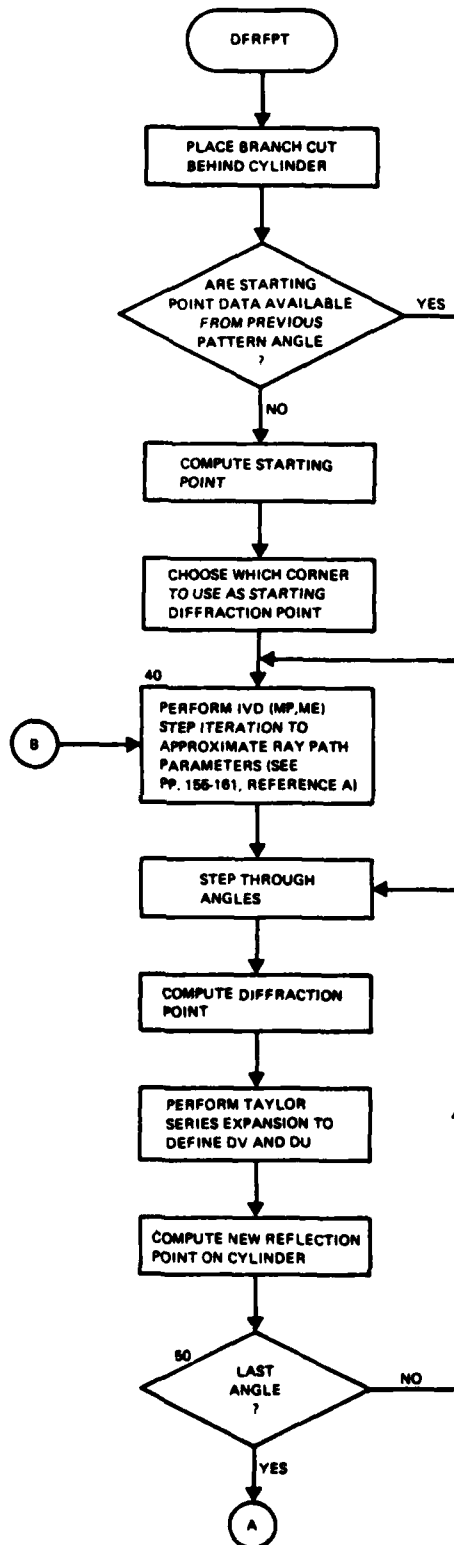 DFRFPT
PLACE BRANCH CUT
BEHIND CYLINDER
ARE STARTING
POINT DATA AVAILABLE
FROM PREVIOUS
PATTERN ANGLE
?
YES
NO
COMPUTE STARTING
POINT
CHOOSE WHICH CORNER
TO USE AS STARTING
DIFFRACTION POINT
40
PERFORM IVD (MP,ME)
STEP ITERATION TO
APPROXIMATE RAY PATH
PARAMETERS (SEE
PP. 155-161, REFERENCE A)
B
STEP THROUGH
ANGLES
COMPUTE DIFFRACTION
POINT
PERFORM TAYLOR
SERIES EXPANSION TO
DEFINE DV AND DU
COMPUTE NEW REFLECTION
POINT ON CYLINDER
50
LAST
ANGLE
?
NO
YES
A